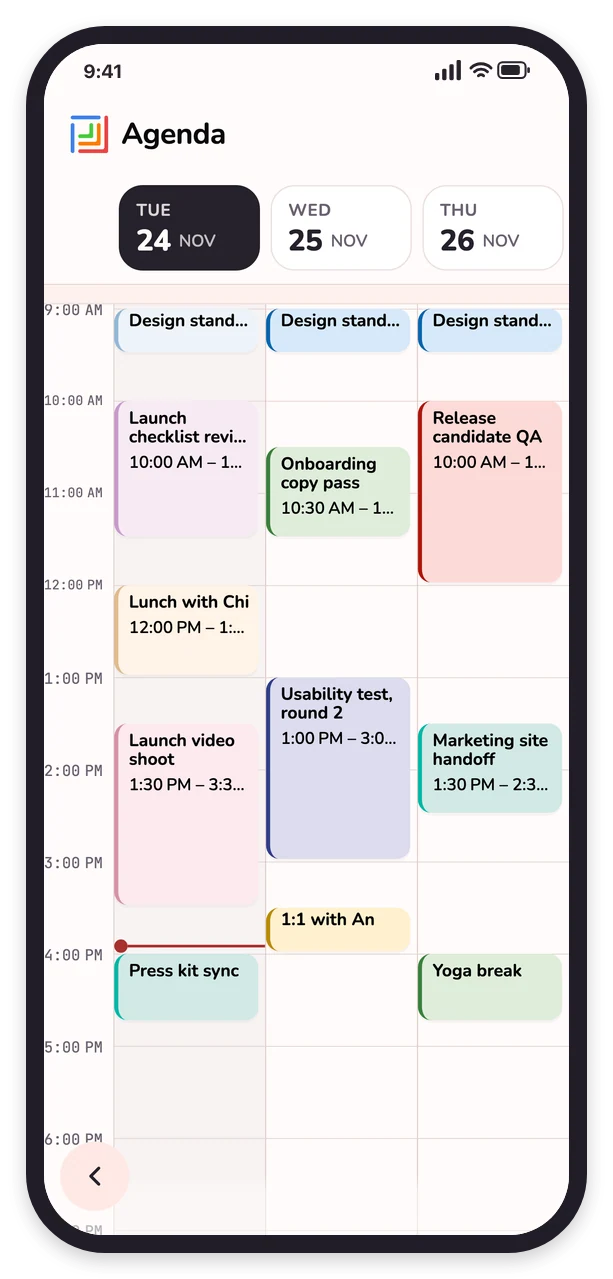 9:41
Agenda
TUE
24 NOV
WED
25 NOV
THU
26 NOV
9:00 AM
Design stand...
Design stand...
Design stand...
10:00 AM
Launch
checklist revi...
10:00 AM – 1...
Release
candidate QA
10:00 AM – 1...
Onboarding
copy pass
10:30 AM – 1...
11:00 AM
12:00 PM
Lunch with Chi
12:00 PM – 1:...
1:00 PM
Usability test,
round 2
1:00 PM – 3:0...
Launch video
shoot
1:30 PM – 3:3...
Marketing site
handoff
1:30 PM – 2:3...
2:00 PM
3:00 PM
1:1 with An
4:00 PM
Press kit sync
Yoga break
5:00 PM
6:00 PM
PM